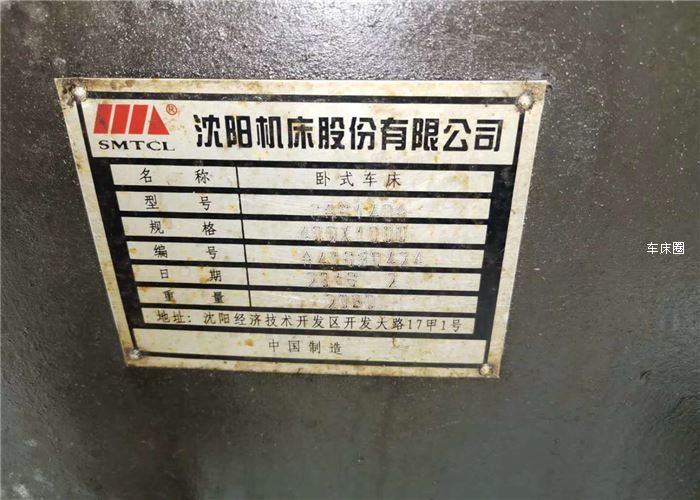 SMTCL ® 沈阳机床股份有限公司
名 称 卧式车床
型 号
规 格 400X1000
编 号
日 期
重 量
地址: 沈阳经济技术开发区开发大路17甲1号
中国制造
车床圈